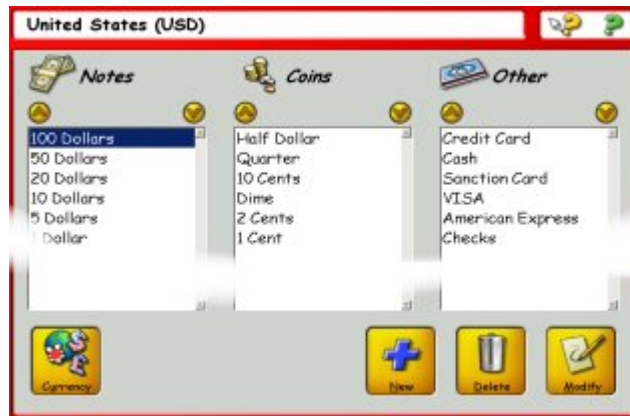 United States (USD)
Notes
Coins
Other
100 Dollars
50 Dollars
20 Dollars
10 Dollars
5 Dollars
1 Dollar
Half Dollar
Quarter
10 Cents
Dime
2 Cents
1 Cent
Credit Card
Cash
Sanction Card
VISA
American Express
Checks
Currency
New
Delete
Modify